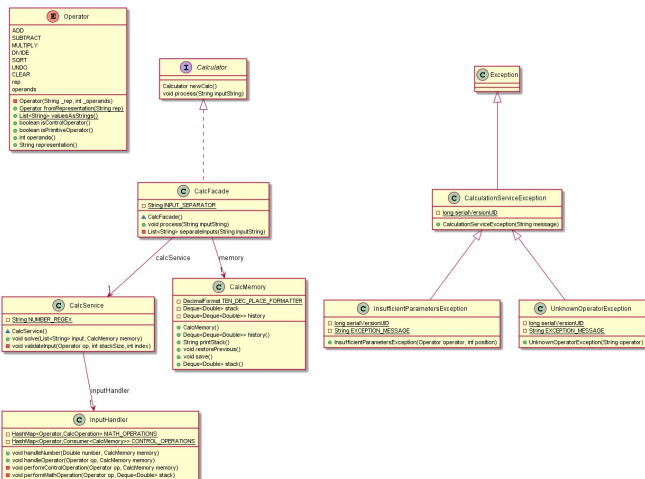 E Operator
ADD
SUBTRACT
MULTIPLY
DIVIDE
SQRT
UNDO
CLEAR
rep
operands
Operator(String _rep, int _operands)
Operator fromRepresentation(String rep)
List<String> valuesAsStrings()
boolean isControlOperator()
boolean isPrimitiveOperator()
int operands()
String representation()
I Calculator
Calculator newCalc()
void process(String inputString)
C Exception
C CalcFacade
String INPUT_SEPARATOR
CalcFacade()
void process(String inputString)
List<String> separateInputs(String inputString)
C CalculationServiceException
long serialVersionUID
CalculationServiceException(String message)
calcService
memory
1
1
C CalcService
String NUMBER_REGEX
CalcService()
void solve(List<String> input, CalcMemory memory)
void validateInput(Operator op, int stackSize, int index)
C CalcMemory
DecimalFormat TEN_DEC_PLACE_FORMATTER
Deque<Double> stack
Deque<Deque<Double>> history
CalcMemory()
Deque<Deque<Double>> history()
String printStack()
void restorePrevious()
void save()
Deque<Double> stack()
C InsufficientParametersException
long serialVersionUID
String EXCEPTION_MESSAGE
InsufficientParametersException(Operator operator, int position)
C UnknownOperatorException
long serialVersionUID
String EXCEPTION_MESSAGE
UnknownOperatorException(String operator)
inputHandler
1
C InputHandler
HashMap<Operator,CalcOperation> MATH_OPERATIONS
HashMap<Operator,Consumer<CalcMemory>> CONTROL_OPERATIONS
void handleNumber(Double number, CalcMemory memory)
void handleOperator(Operator op, CalcMemory memory)
void performControlOperation(Operator op, CalcMemory memory)
void performMathOperation(Operator op, Deque<Double> stack)